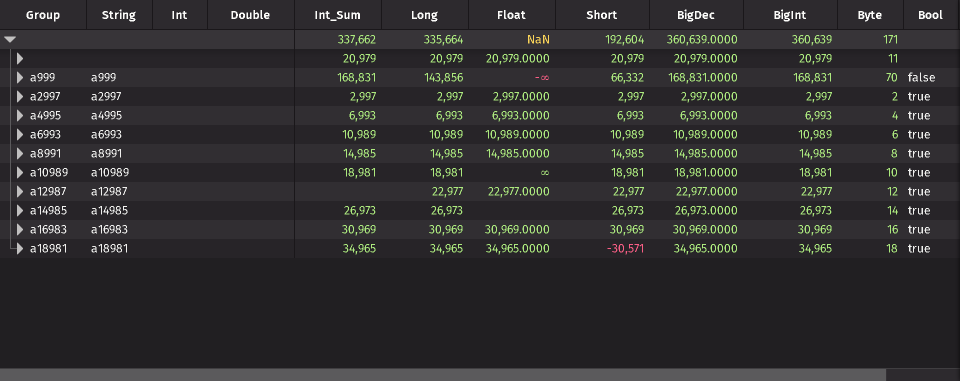 Group String Int Double Int_Sum Long Float Short BigDec BigInt Byte Bool
337,662 335,664 NaN 192,604 360,639.0000 360,639 171
20,979 20,979 20,979.0000 20,979 20,979.0000 20,979 11
a999 a999 168,831 143,856 -∞ 66,332 168,831.0000 168,831 70 false
a2997 a2997 2,997 2,997 2,997.0000 2,997 2,997.0000 2,997 2 true
a4995 a4995 6,993 6,993 6,993.0000 6,993 6,993.0000 6,993 4 true
a6993 a6993 10,989 10,989 10,989.0000 10,989 10,989.0000 10,989 6 true
a8991 a8991 14,985 14,985 14,985.0000 14,985 14,985.0000 14,985 8 true
a10989 a10989 18,981 18,981 ∞ 18,981 18,981.0000 18,981 10 true
a12987 a12987 22,977 22,977.0000 22,977 22,977.0000 22,977 12 true
a14985 a14985 26,973 26,973 26,973 26,973.0000 26,973 14 true
a16983 a16983 30,969 30,969 30,969.0000 30,969 30,969.0000 30,969 16 true
a18981 a18981 34,965 34,965 34,965.0000 -30,571 34,965.0000 34,965 18 true